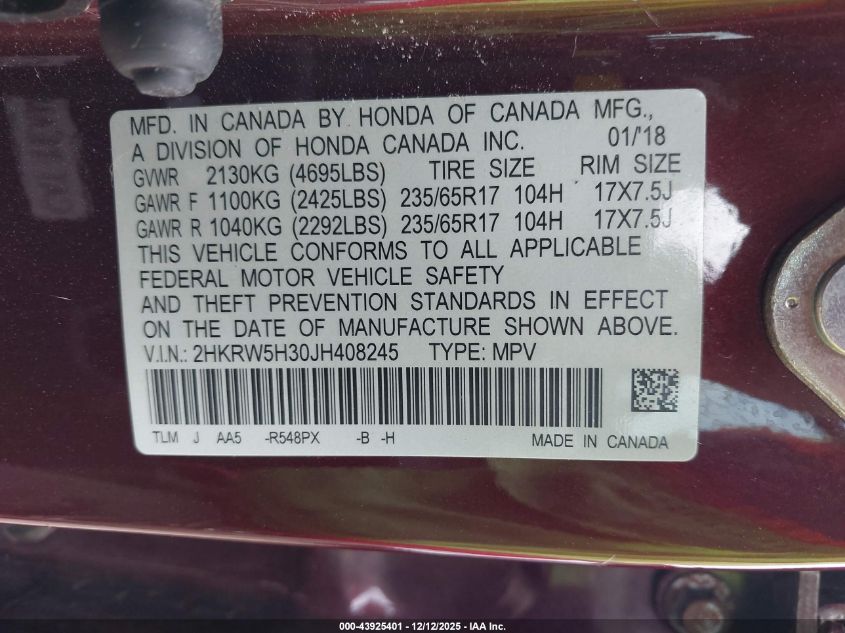 MFD. IN CANADA BY HONDA OF CANADA MFG.,
A DIVISION OF HONDA CANADA INC. 01/'18
GVWR 2130KG (4695LBS) TIRE SIZE RIM SIZE
GAWR F 1100KG (2425LBS) 235/65R17 104H 17X7.5J
GAWR R 1040KG (2292LBS) 235/65R17 104H 17X7.5J
THIS VEHICLE CONFORMS TO ALL APPLICABLE
FEDERAL MOTOR VEHICLE SAFETY
AND THEFT PREVENTION STANDARDS IN EFFECT
ON THE DATE OF MANUFACTURE SHOWN ABOVE.
V.I.N.: 2HKRW5H30JH408245 TYPE: MPV
TLM J AA5 -R548PX -B -H MADE IN CANADA
000-43925401 - 12/12/2025 - IAA Inc.